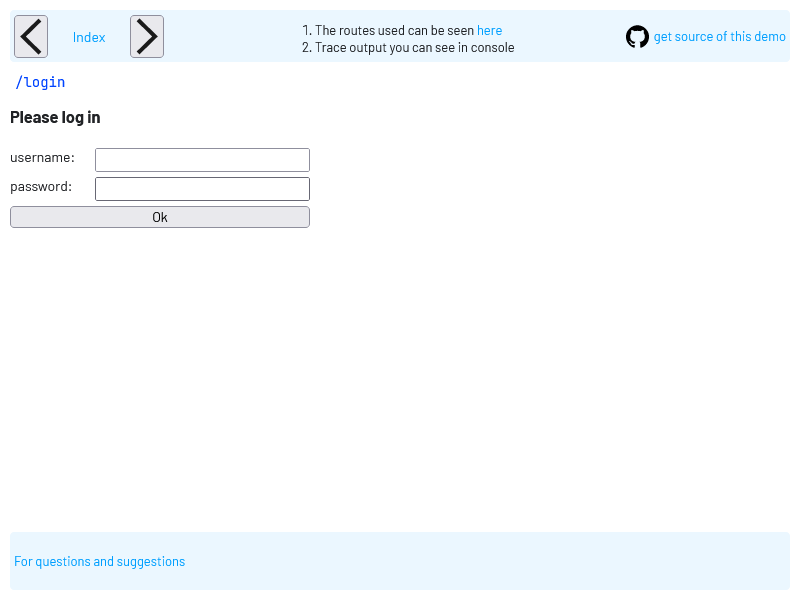 Index
1. The routes used can be seen here
2. Trace output you can see in console
get source of this demo
/login
Please log in
username:
password:
Ok
For questions and suggestions